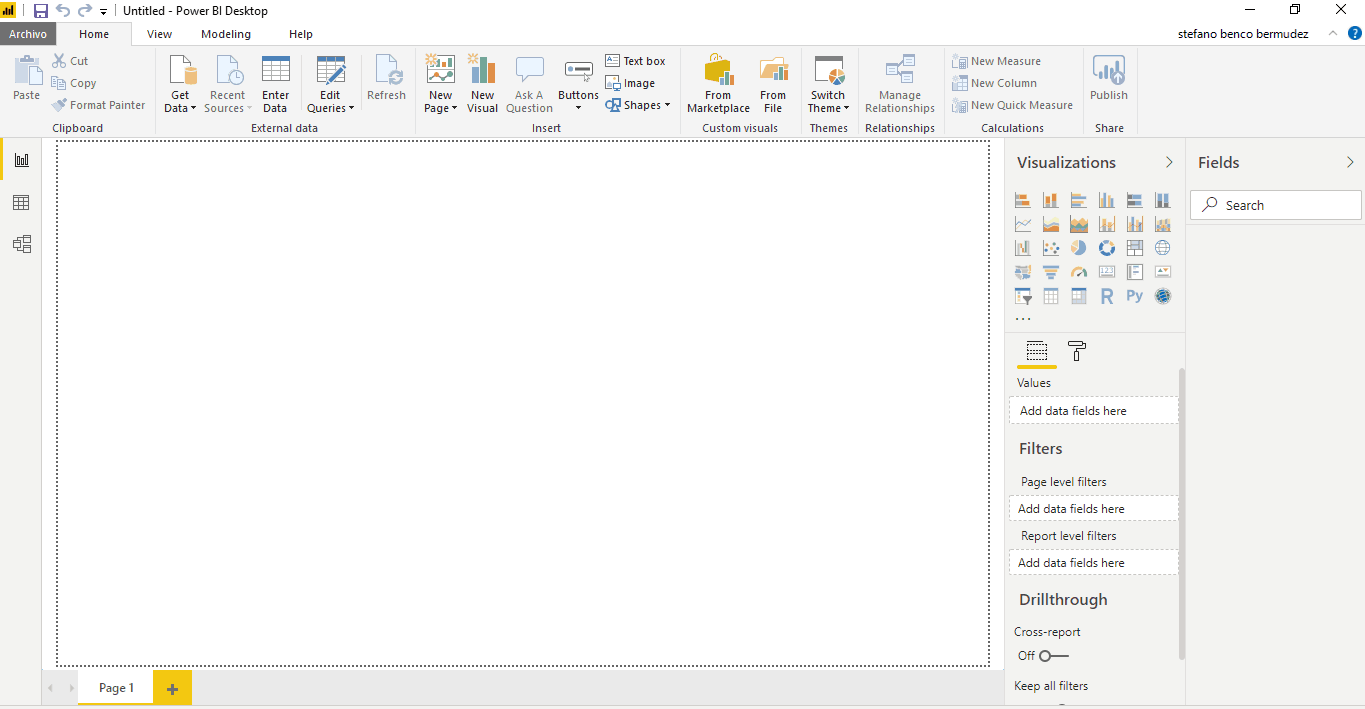 Untitled - Power BI Desktop
Archivo Home View Modeling Help stefano benco bermudez ?
Paste
Cut
Copy
Format Painter
Clipboard
Get Data
Recent Sources
Enter Data
Edit Queries
Refresh
External data
New Page
New Visual
Ask A Question
Buttons
Text box
Image
Shapes
Insert
From Marketplace
From File
Custom visuals
Switch Theme
Themes
Manage Relationships
Relationships
New Measure
New Column
New Quick Measure
Calculations
Publish
Share
Visualizations
123
R Py
...
Values
Add data fields here
Filters
Page level filters
Add data fields here
Report level filters
Add data fields here
Drillthrough
Cross-report
Off
Keep all filters
Fields
Search
Page 1 +